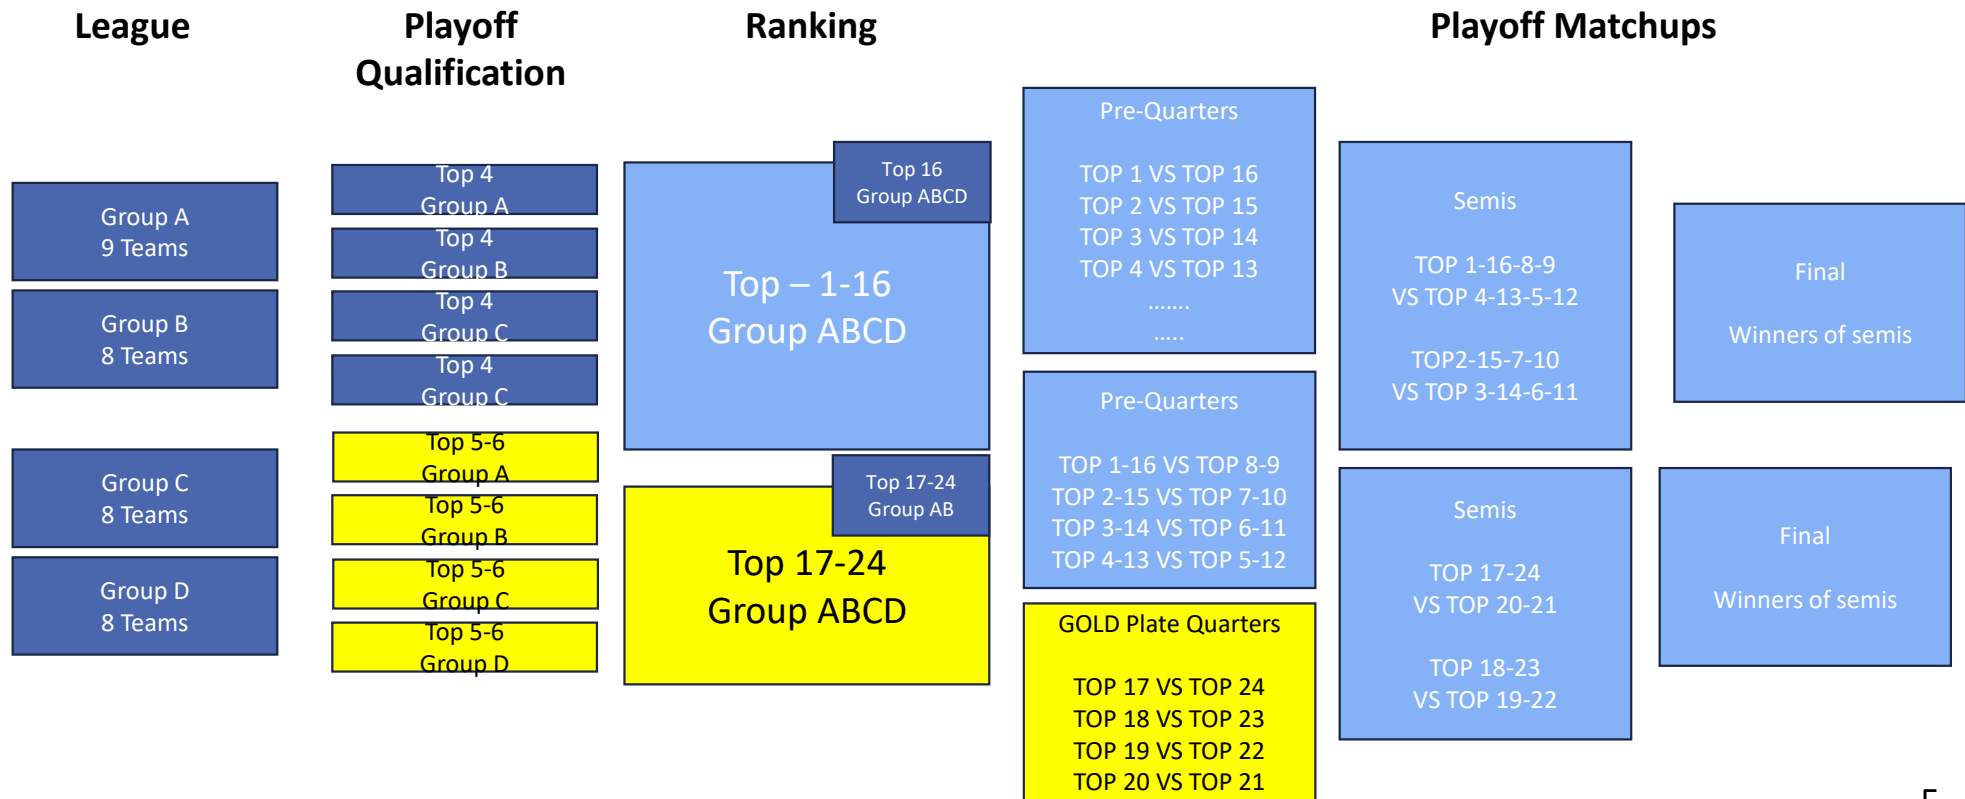 League
Playoff
Qualification
Ranking
Playoff Matchups
Group A
9 Teams
Group B
8 Teams
Group C
8 Teams
Group D
8 Teams
Top 4
Group A
Top 4
Group B
Top 4
Group C
Top 4
Group C
Top 5-6
Group A
Top 5-6
Group B
Top 5-6
Group C
Top 5-6
Group D
Top 16
Group ABCD
Top – 1-16
Group ABCD
Top 17-24
Group AB
Top 17-24
Group ABCD
Pre-Quarters
TOP 1 VS TOP 16
TOP 2 VS TOP 15
TOP 3 VS TOP 14
TOP 4 VS TOP 13
.......
.....
Pre-Quarters
TOP 1-16 VS TOP 8-9
TOP 2-15 VS TOP 7-10
TOP 3-14 VS TOP 6-11
TOP 4-13 VS TOP 5-12
GOLD Plate Quarters
TOP 17 VS TOP 24
TOP 18 VS TOP 23
TOP 19 VS TOP 22
TOP 20 VS TOP 21
Semis
TOP 1-16-8-9
VS TOP 4-13-5-12
TOP2-15-7-10
VS TOP 3-14-6-11
Semis
TOP 17-24
VS TOP 20-21
TOP 18-23
VS TOP 19-22
Final
Winners of semis
Final
Winners of semis